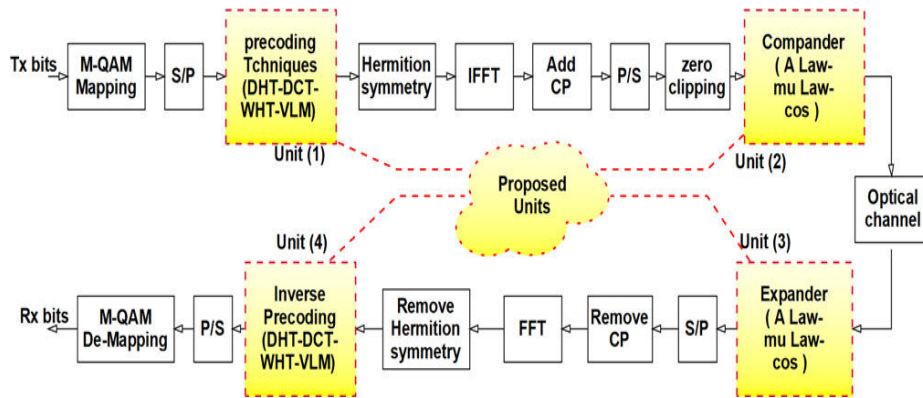 Tx bits
M-QAM
Mapping
S/P
precoding
Tchniques
(DHT-DCT-
WHT-VLM)
Hermition
symmetry
IFFT
Add
CP
P/S
zero
clipping
Compander
( A Law-
mu Law-
cos )
Unit (1)
Unit (2)
Proposed
Units
Optical
channel
Unit (4)
Unit (3)
Rx bits
M-QAM
De-Mapping
P/S
Inverse
Precoding
(DHT-DCT-
WHT-VLM)
Remove
Hermition
symmetry
FFT
Remove
CP
S/P
Expander
( A Law-
mu Law-
cos )